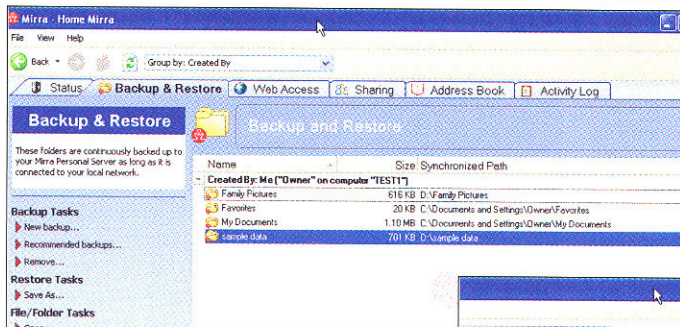 Mirra - Home Mirra
File View Help
Back Group by: Created By
Status Backup & Restore Web Access Sharing Address Book Activity Log
Backup & Restore
Backup and Restore
These folders are continuously backed up to
your Mirra Personal Server as long as it is
connected to your local network.
Name Size Synchronized Path
Created By: Me ("Owner" on computer "TEST1")
Family Pictures 616 KB D:\Family Pictures
Favorites 20 KB C:\Documents and Settings\Owner\Favorites
My Documents 1.10 MB C:\Documents and Settings\Owner\My Documents
sample data 701 KB D:\sample data
Backup Tasks
New backup...
Recommended backups...
Remove...
Restore Tasks
Save As...
File/Folder Tasks